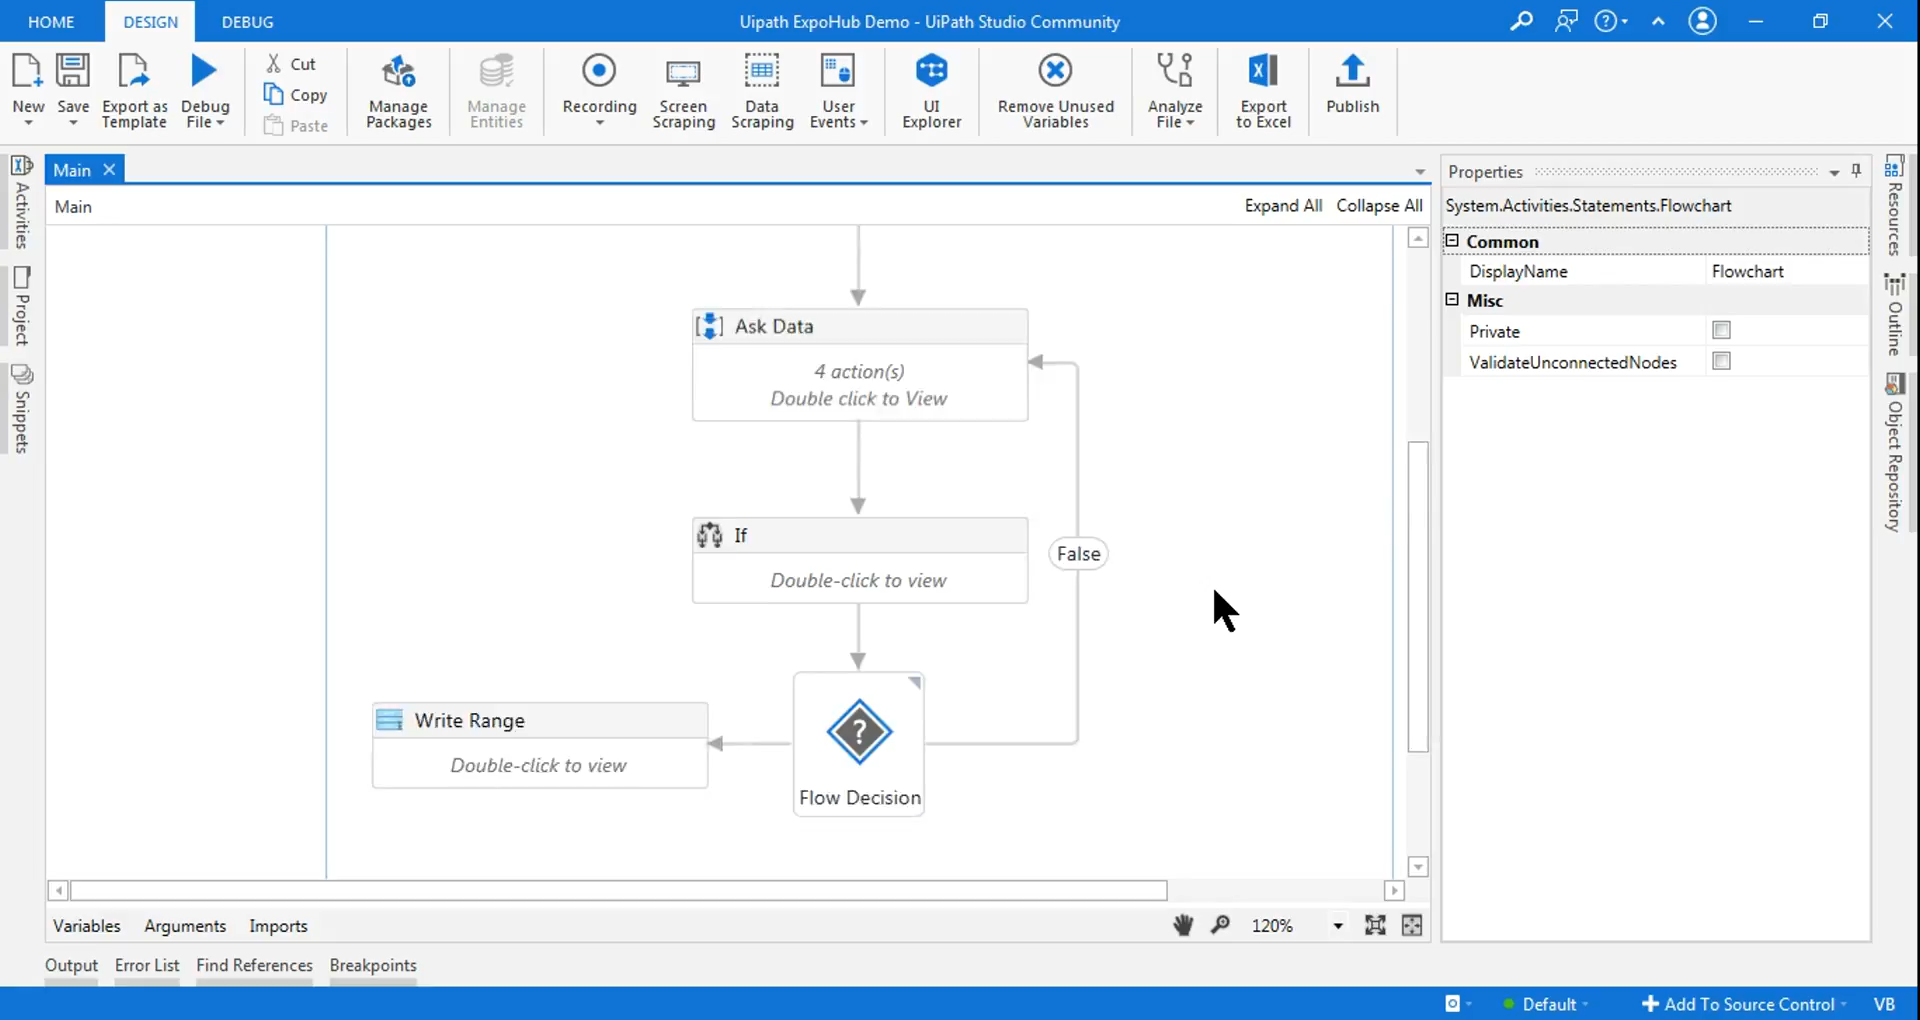 HOME DESIGN DEBUG Uipath ExpoHub Demo - UiPath Studio Community
New
Save
Export as
Template
Debug
File
Cut
Copy
Paste
Manage
Packages
Manage
Entities
Recording
Screen
Scraping
Data
Scraping
User
Events
UI
Explorer
Remove Unused
Variables
Analyze
File
Export
to Excel
Publish
Activities
Project
Snippets
Main
Main Expand All Collapse All
Ask Data
4 action(s)
Double click to View
If
Double-click to view
False
Write Range
Double-click to view
?
Flow Decision
Properties
System.Activities.Statements.Flowchart
Common
DisplayName Flowchart
Misc
Private
ValidateUnconnectedNodes
Resources
Outline
Object Repository
Variables Arguments Imports 120%
Output Error List Find References Breakpoints
Default Add To Source Control VB